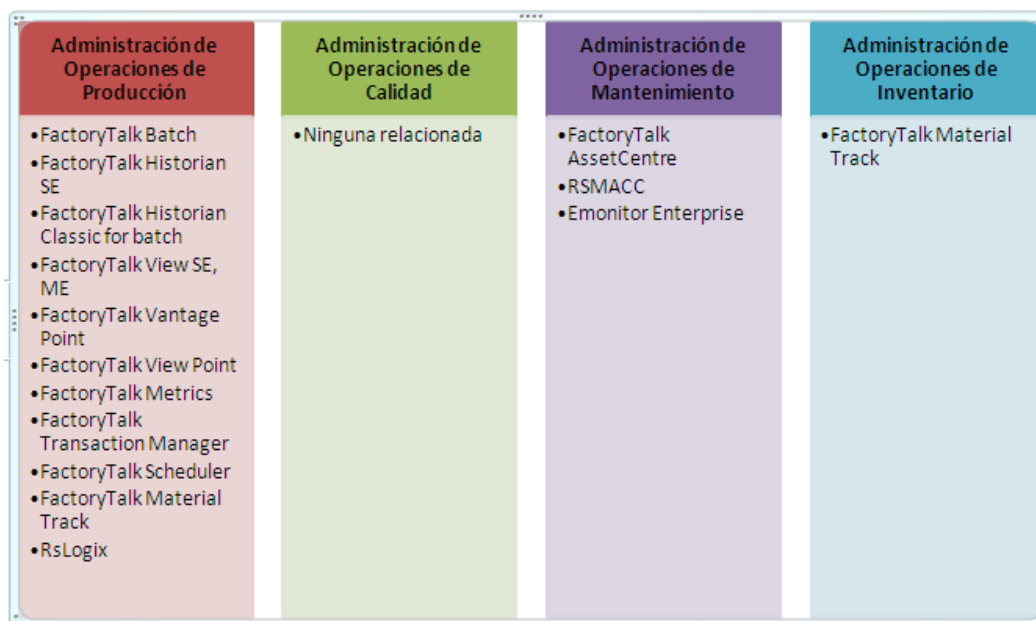 Administración de
Operaciones de
Producción
•FactoryTalk Batch
•FactoryTalk Historian
SE
•FactoryTalk Historian
Classic for batch
•FactoryTalk View SE,
ME
•FactoryTalk Vantage
Point
•FactoryTalk View Point
•FactoryTalk Metrics
•FactoryTalk
Transaction Manager
•FactoryTalk Scheduler
•FactoryTalk Material
Track
•RsLogix
Administración de
Operaciones de
Calidad
•Ninguna relacionada
Administración de
Operaciones de
Mantenimiento
•FactoryTalk
AssetCentre
•RSMACC
•Emonitor Enterprise
Administración de
Operaciones de
Inventario
•FactoryTalk Material
Track